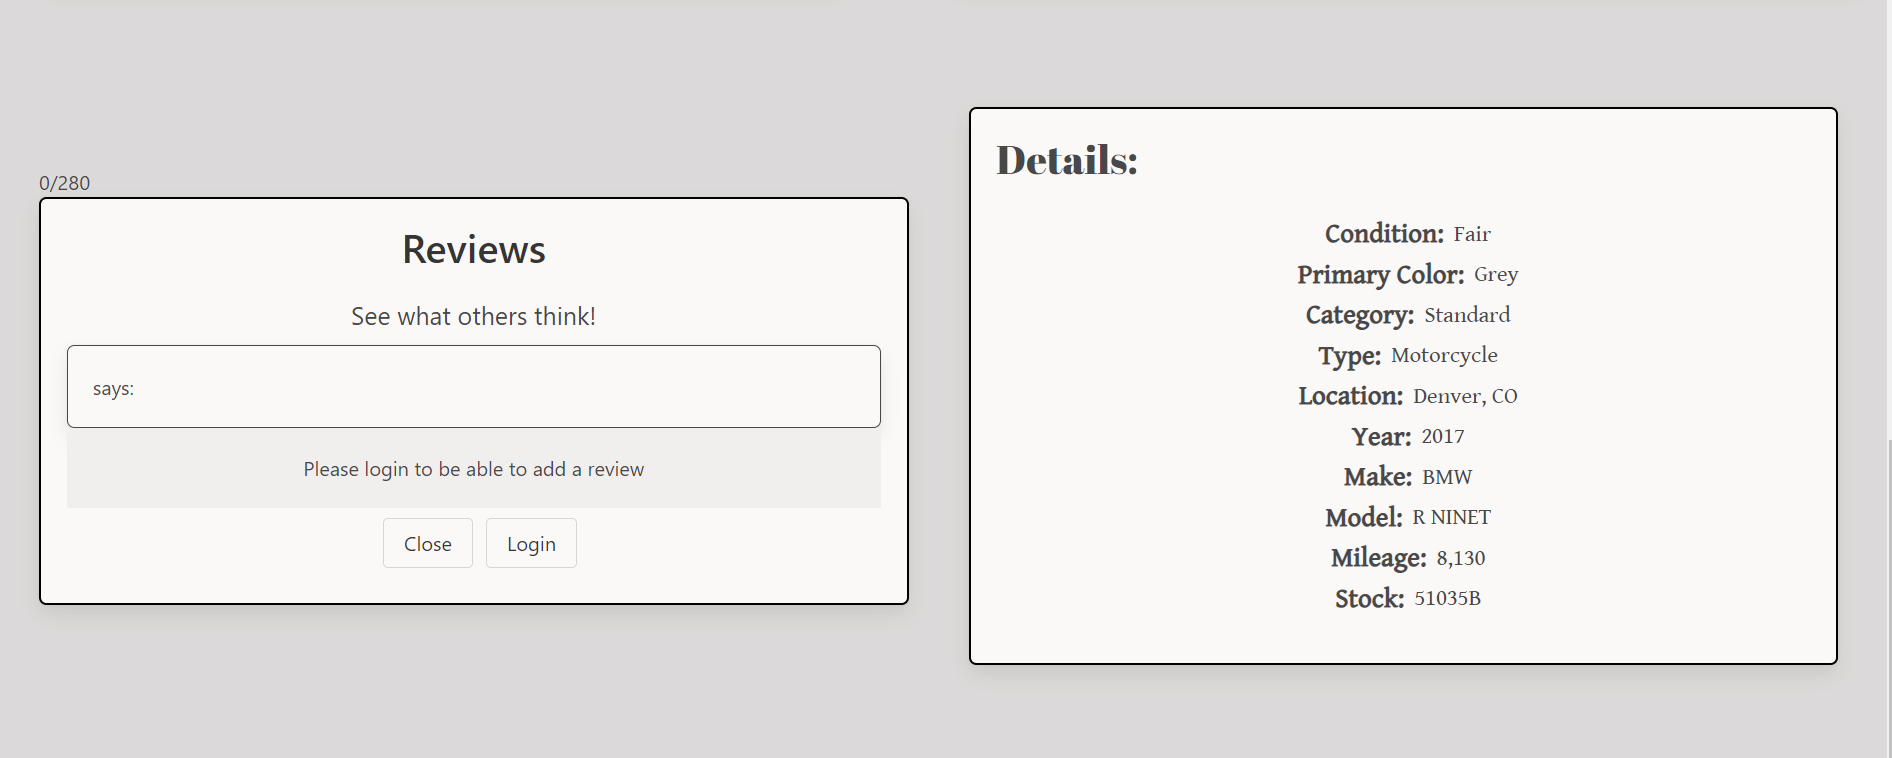 0/280
Reviews
See what others think!
says:
Please login to be able to add a review
Close Login
Details:
Condition: Fair
Primary Color: Grey
Category: Standard
Type: Motorcycle
Location: Denver, CO
Year: 2017
Make: BMW
Model: R NINET
Mileage: 8,130
Stock: 51035B